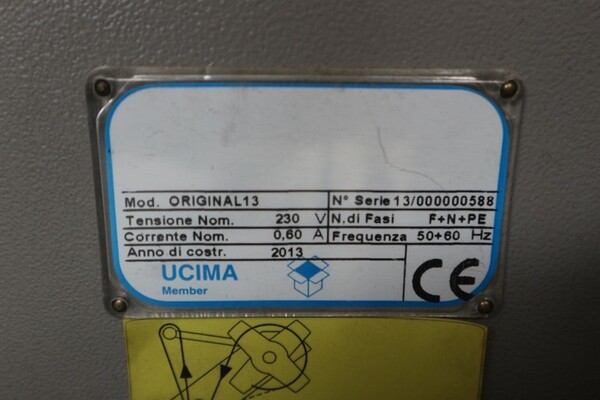 Mod. ORIGINAL13 N° Serie 13/000000588
Tensione Nom. 230 V N.di Fasi F+N+PE
Corrente Nom. 0,60 A Frequenza 50+60 Hz
Anno di costr. 2013
UCIMA
Member
CE